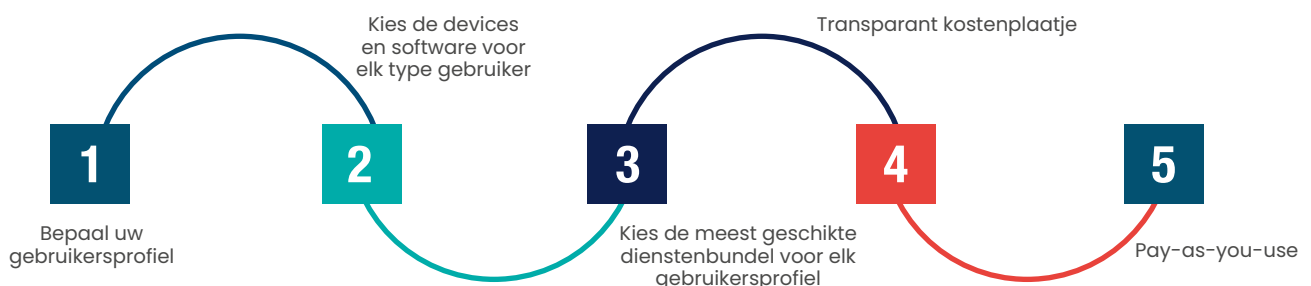 1
Bepaal uw
gebruikersprofiel
2
Kies de devices
en software voor
elk type gebruiker
3
Kies de meest geschikte
dienstenbundel voor elk
gebruikersprofiel
4
Transparant kostenplaatje
5
Pay-as-you-use